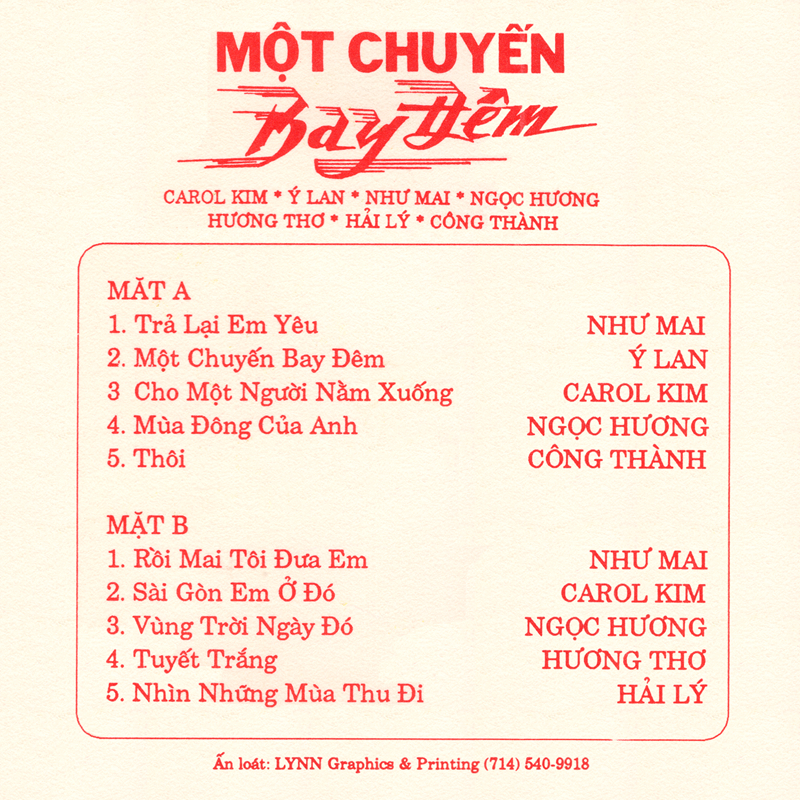 MỘT CHUYẾN
Bay Đêm
CAROL KIM * Ý LAN * NHƯ MAI * NGỌC HƯƠNG
HƯƠNG THƠ * HẢI LÝ * CÔNG THÀNH
MĂT A
1. Trả Lại Em Yêu NHƯ MAI
2. Một Chuyến Bay Đêm Ý LAN
3 Cho Một Người Nằm Xuống CAROL KIM
4. Mùa Đông Của Anh NGỌC HƯƠNG
5. Thôi CÔNG THÀNH
MẶT B
1. Rồi Mai Tôi Đưa Em NHƯ MAI
2. Sài Gòn Em Ở Đó CAROL KIM
3. Vùng Trời Ngày Đó NGỌC HƯƠNG
4. Tuyết Trắng HƯƠNG THƠ
5. Nhìn Những Mùa Thu Đi HẢI LÝ
Ấn loát: LYNN Graphics & Printing (714) 540-9918